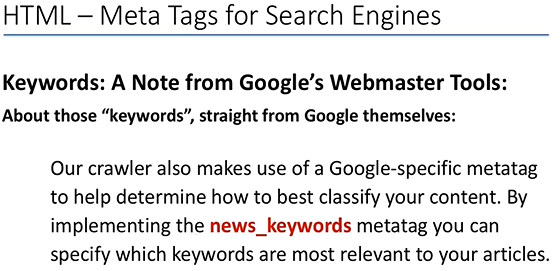 HTML – Meta Tags for Search Engines
Keywords: A Note from Google's Webmaster Tools:
About those “keywords”, straight from Google themselves:
Our crawler also makes use of a Google-specific metatag
to help determine how to best classify your content. By
implementing the news_keywords metatag you can
specify which keywords are most relevant to your articles.